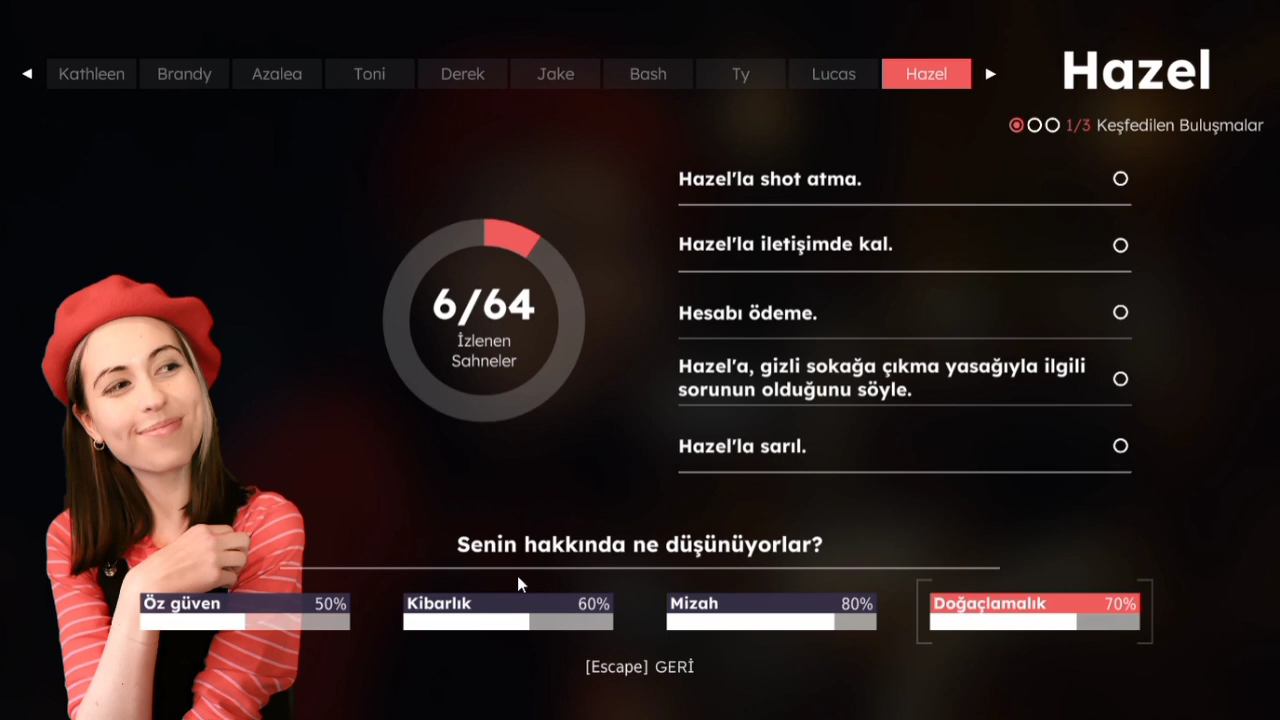 Kathleen Brandy Azalea Toni Derek Jake Bash Ty Lucas Hazel
Hazel
1/3 Keşfedilen Buluşmalar
Hazel'la shot atma.
Hazel'la iletişimde kal.
Hesabı ödeme.
Hazel'a, gizli sokağa çıkma yasağıyla ilgili
sorunun olduğunu söyle.
Hazel'la sarıl.
6/64
İzlenen
Sahneler
Senin hakkında ne düşünüyorlar?
Öz güven 50% Kibarlık 60% Mizah 80% Doğaçlamalık 70%
[Escape] GERİ